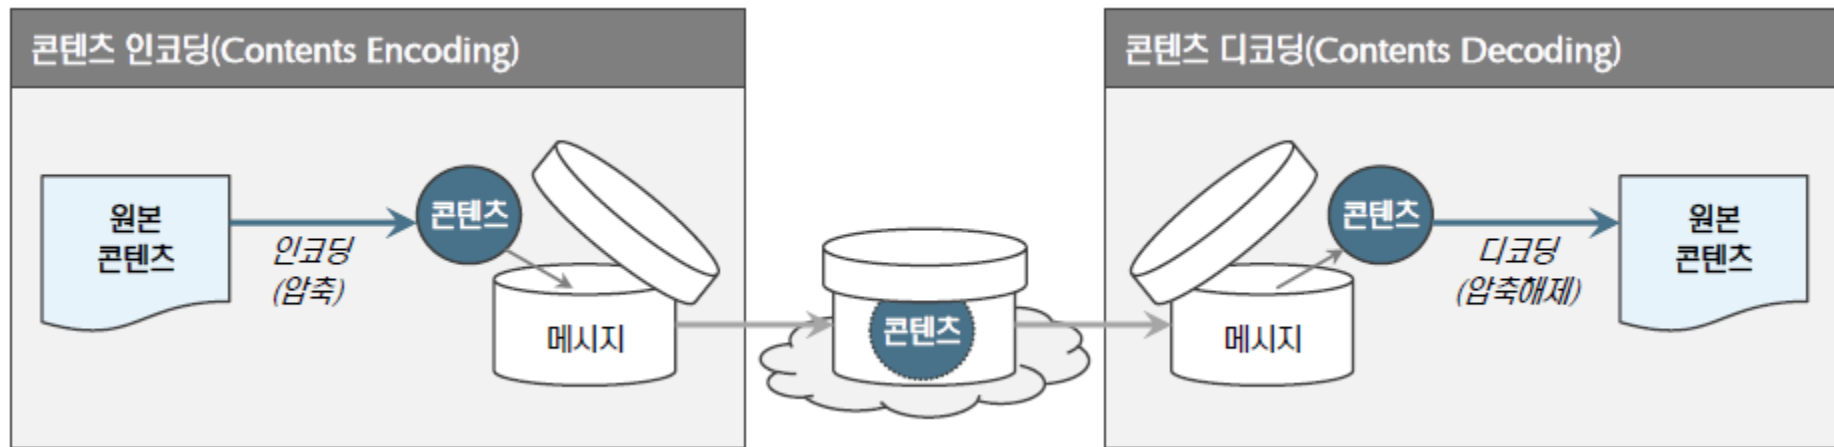 콘텐츠 인코딩(Contents Encoding)
원본
콘텐츠
인코딩
(압축)
콘텐츠
메시지
콘텐츠
콘텐츠 디코딩(Contents Decoding)
메시지
콘텐츠
디코딩
(압축해제)
원본
콘텐츠